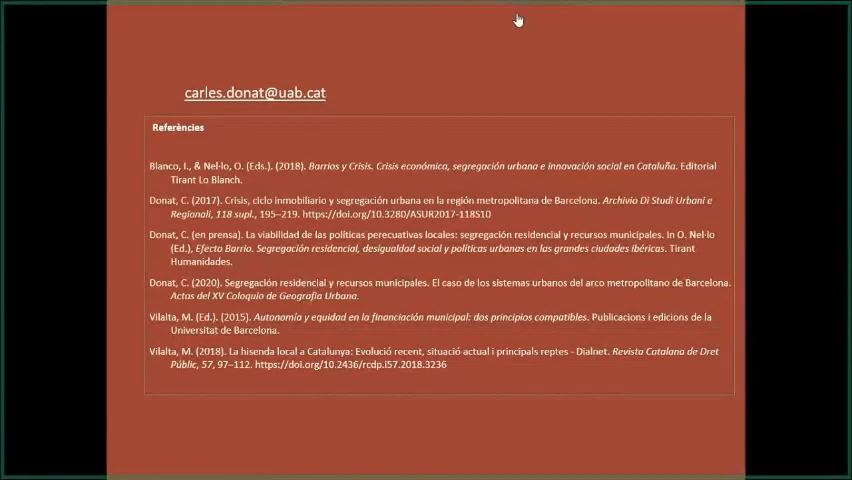 carles.donat@uab.cat
Referències
Blanco, I., & Nel·lo, O. (Eds.). (2018). Barrios y Crisis. Crisis económica, segregación urbana e innovación social en Cataluña. Editorial
Tirant Lo Blanch.
Donat, C. (2017). Crisis, ciclo inmobiliario y segregación urbana en la región metropolitana de Barcelona. Archivio Di Studi Urbani e
Regionali, 118 supl., 195–219. https://doi.org/10.3280/ASUR2017-118S10
Donat, C. (en prensa). La viabilidad de las políticas perecuativas locales: segregación residencial y recursos municipales. In O. Nel·lo
(Ed.), Efecto Barrio. Segregación residencial, desigualdad social y políticas urbanas en las grandes ciudades ibéricas. Tirant
Humanidades.
Donat, C. (2020). Segregación residencial y recursos municipales. El caso de los sistemas urbanos del arco metropolitano de Barcelona.
Actas del XV Coloquio de Geografía Urbana.
Vilalta, M. (Ed.). (2015). Autonomía y equidad en la financiación municipal: dos principios compatibles. Publicacions i edicions de la
Universitat de Barcelona.
Vilalta, M. (2018). La hisenda local a Catalunya: Evolució recent, situació actual i principals reptes - Dialnet. Revista Catalana de Dret
Públic, 57, 97–112. https://doi.org/10.2436/rcdp.i57.2018.3236